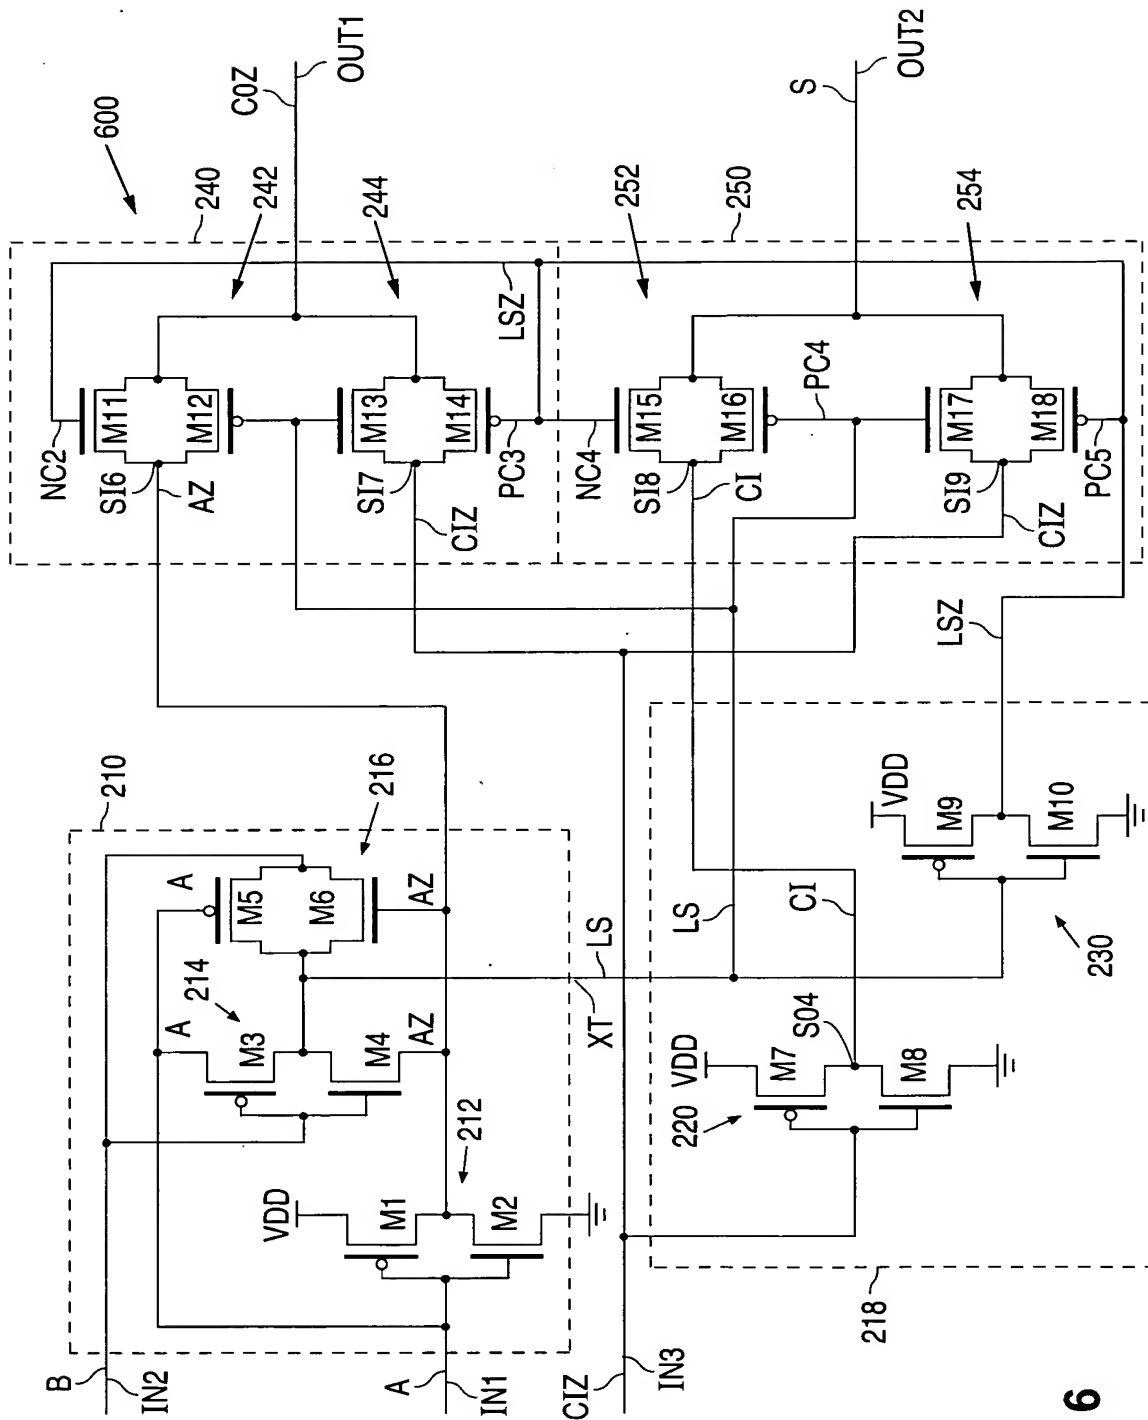 600
OUT1
C0Z
240
242
244
NC2
M11
M12
SI6
AZ
M13
M14
SI7
CIZ
PC3
LSZ
OUT2
S
252
250
254
NC4
M15
M16
SI8
CI
PC4
M17
M18
SI9
CIZ
PC5
LSZ
210
216
214
212
A
M5
M6
AZ
A
M3
M4
AZ
VDD
M1
M2
B
IN2
A
IN1
CIZ
IN3
XT
LS
LS
CI
S04
VDD
M7
M8
220
VDD
M9
M10
230
218
6